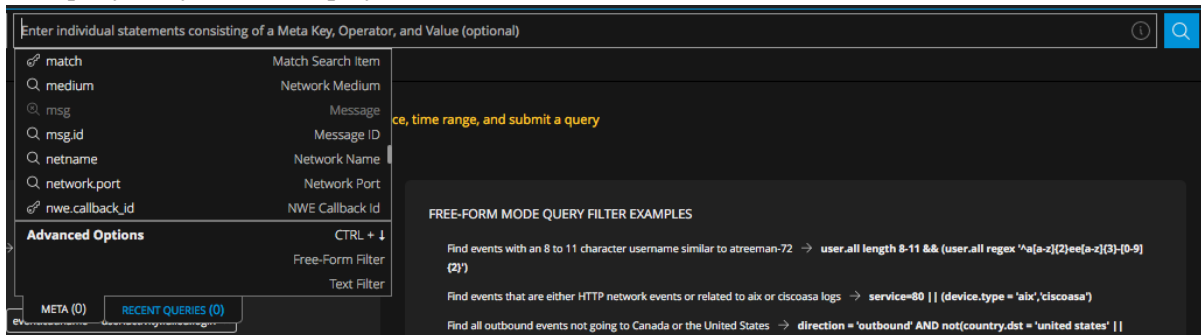 Enter individual statements consisting of a Meta Key, Operator, and Value (optional)
match Match Search Item
medium Network Medium
msg Message
msg.id Message ID
netname Network Name
network.port Network Port
nwe.callback_id NWE Callback Id
Advanced Options CTRL + ↓
Free-Form Filter
Text Filter
META (0) RECENT QUERIES (0)
ce, time range, and submit a query
FREE-FORM MODE QUERY FILTER EXAMPLES
Find events with an 8 to 11 character username similar to atreeman-72 → user.all length 8-11 && (user.all regex '^a[a-z]{2}ee[a-z]{3}-[0-9]
{2}')
Find events that are either HTTP network events or related to aix or ciscoasa logs → service=80 || (device.type = 'aix','ciscoasa')
Find all outbound events not going to Canada or the United States → direction = 'outbound' AND not(country.dst = 'united states' ||